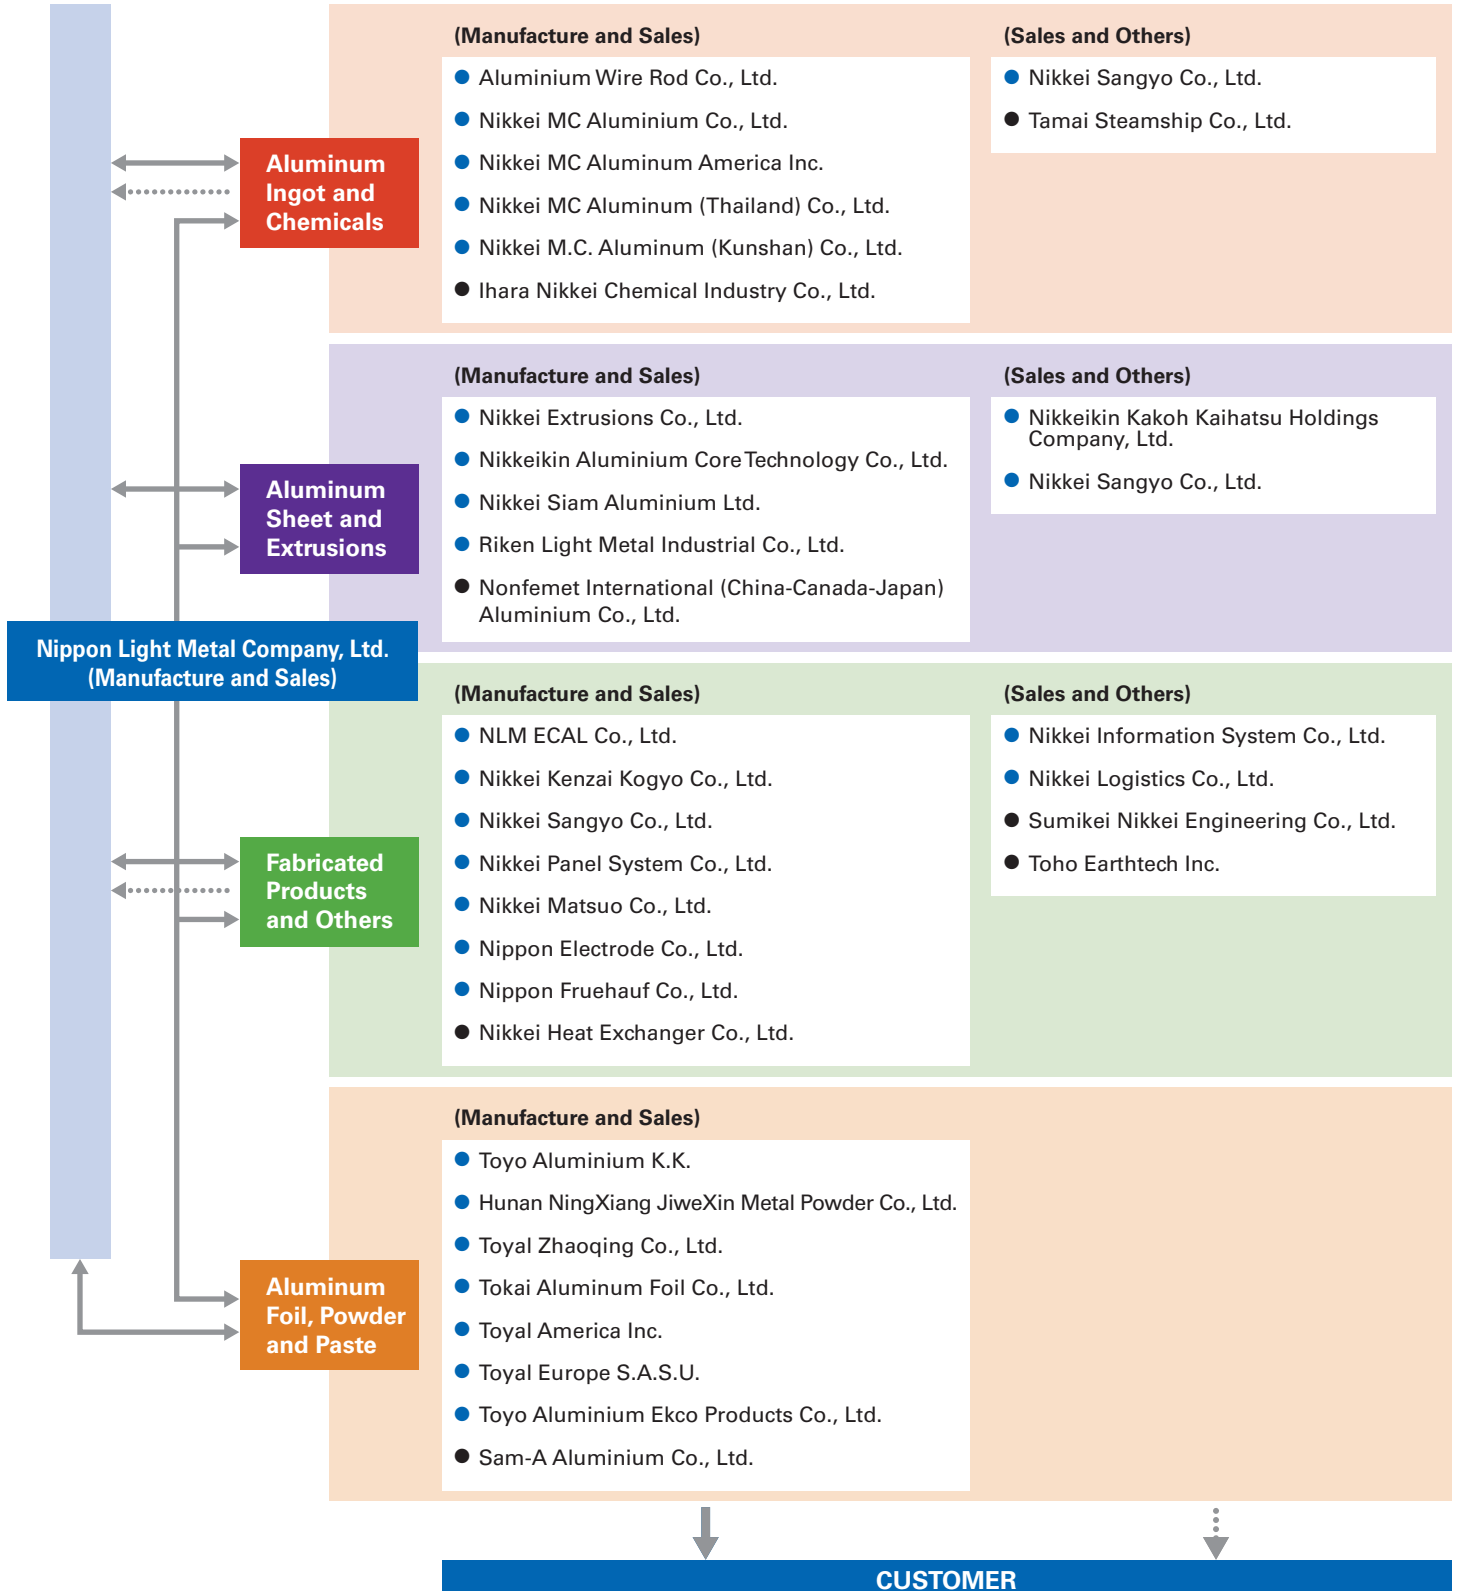 (Manufacture and Sales)
Aluminium Wire Rod Co., Ltd.
Nikkei MC Aluminium Co., Ltd.
Nikkei MC Aluminum America Inc.
Nikkei MC Aluminum (Thailand) Co., Ltd.
Nikkei M.C. Aluminum (Kunshan) Co., Ltd.
Ihara Nikkei Chemical Industry Co., Ltd.
(Sales and Others)
Nikkei Sangyo Co., Ltd.
Tamai Steamship Co., Ltd.
Aluminum
Ingot and
Chemicals
(Manufacture and Sales)
Nikkei Extrusions Co., Ltd.
Nikkeikin Aluminium Core Technology Co., Ltd.
Nikkei Siam Aluminium Ltd.
Riken Light Metal Industrial Co., Ltd.
Nonfemet International (China-Canada-Japan)
Aluminium Co., Ltd.
(Sales and Others)
Nikkeikin Kakoh Kaihatsu Holdings
Company, Ltd.
Nikkei Sangyo Co., Ltd.
Aluminum
Sheet and
Extrusions
Nippon Light Metal Company, Ltd.
(Manufacture and Sales)
(Manufacture and Sales)
NLM ECAL Co., Ltd.
Nikkei Kenzai Kogyo Co., Ltd.
Nikkei Sangyo Co., Ltd.
Nikkei Panel System Co., Ltd.
Nikkei Matsuo Co., Ltd.
Nippon Electrode Co., Ltd.
Nippon Fruehauf Co., Ltd.
Nikkei Heat Exchanger Co., Ltd.
(Sales and Others)
Nikkei Information System Co., Ltd.
Nikkei Logistics Co., Ltd.
Sumikei Nikkei Engineering Co., Ltd.
Toho Earthtech Inc.
Fabricated
Products
and Others
(Manufacture and Sales)
Toyo Aluminium K.K.
Hunan NingXiang JiweXin Metal Powder Co., Ltd.
Toyal Zhaoqing Co., Ltd.
Tokai Aluminum Foil Co., Ltd.
Toyal America Inc.
Toyal Europe S.A.S.U.
Toyo Aluminium Ekco Products Co., Ltd.
Sam-A Aluminium Co., Ltd.
Aluminum
Foil, Powder
and Paste
CUSTOMER